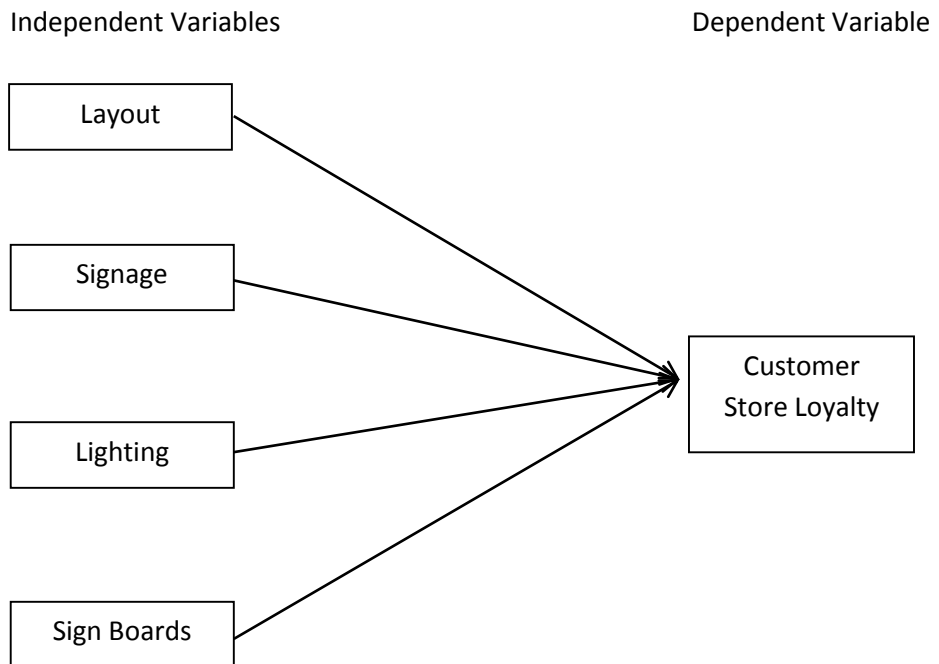 Independent Variables
Dependent Variable
Layout
Signage
Customer
Store Loyalty
Lighting
Sign Boards